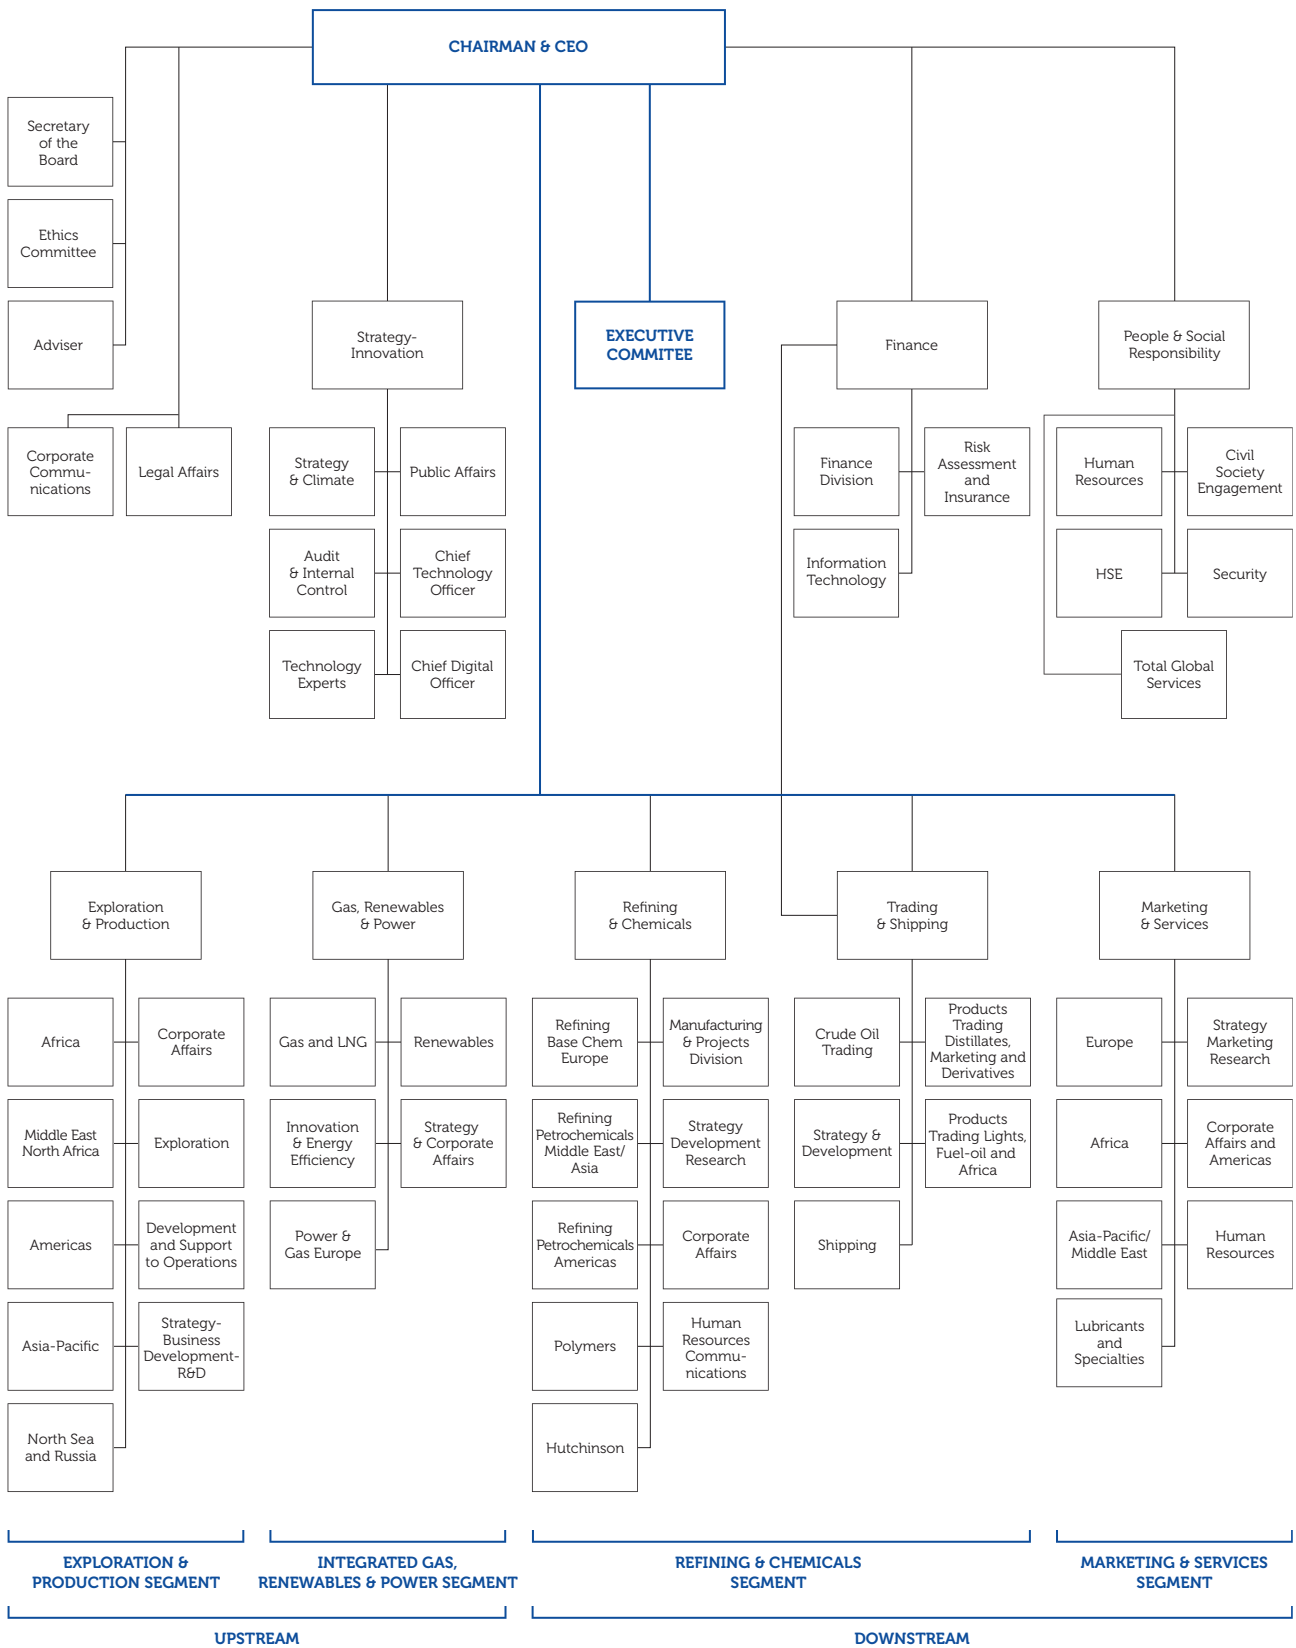 CHAIRMAN & CEO
Secretary
of the
Board
Ethics
Committee
Adviser
Corporate
Commu-
nications
Legal Affairs
Strategy-
Innovation
Strategy
& Climate
Public Affairs
Audit
& Internal
Control
Chief
Technology
Officer
Technology
Experts
Chief Digital
Officer
EXECUTIVE
COMMITEE
Finance
Finance
Division
Risk
Assessment
and
Insurance
Information
Technology
People & Social
Responsibility
Human
Resources
Civil
Society
Engagement
HSE
Security
Total Global
Services
Exploration
& Production
Africa
Corporate
Affairs
Middle East
North Africa
Exploration
Americas
Development
and Support
to Operations
Asia-Pacific
Strategy-
Business
Development-
R&D
North Sea
and Russia
Gas, Renewables
& Power
Gas and LNG
Renewables
Innovation
& Energy
Efficiency
Strategy
& Corporate
Affairs
Power &
Gas Europe
Refining
& Chemicals
Refining
Base Chem
Europe
Manufacturing
& Projects
Division
Refining
Petrochemicals
Middle East/
Asia
Strategy
Development
Research
Refining
Petrochemicals
Americas
Corporate
Affairs
Polymers
Human
Resources
Commu-
nications
Hutchinson
Trading
& Shipping
Crude Oil
Trading
Products
Trading
Distillates,
Marketing and
Derivatives
Strategy &
Development
Products
Trading Lights,
Fuel-oil and
Africa
Shipping
Marketing
& Services
Europe
Strategy
Marketing
Research
Africa
Corporate
Affairs and
Americas
Asia-Pacific/
Middle East
Human
Resources
Lubricants
and
Specialties
EXPLORATION &
PRODUCTION SEGMENT
INTEGRATED GAS,
RENEWABLES & POWER SEGMENT
REFINING & CHEMICALS
SEGMENT
MARKETING & SERVICES
SEGMENT
UPSTREAM
DOWNSTREAM